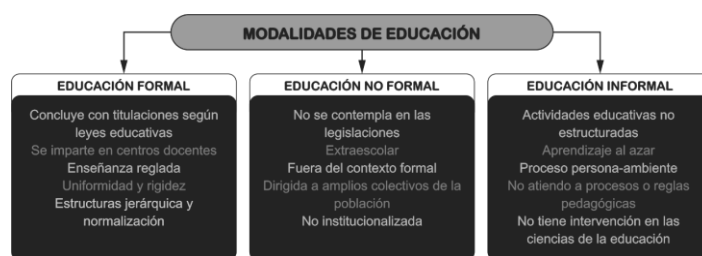 MODALIDADES DE EDUCACIÓN
EDUCACIÓN FORMAL
Concluye con titulaciones según
leyes educativas
Se imparte en centros docentes
Enseñanza reglada
Uniformidad y rigidez
Estructuras jerárquica y
normalización
EDUCACIÓN NO FORMAL
No se contempla en las
legislaciones
Extraescolar
Fuera del contexto formal
Dirigida a amplios colectivos de la
población
No institucionalizada
EDUCACIÓN INFORMAL
Actividades educativas no
estructuradas
Aprendizaje al azar
Proceso persona-ambiente
No atiendo a procesos o reglas
pedagógicas
No tiene intervención en las
ciencias de la educación